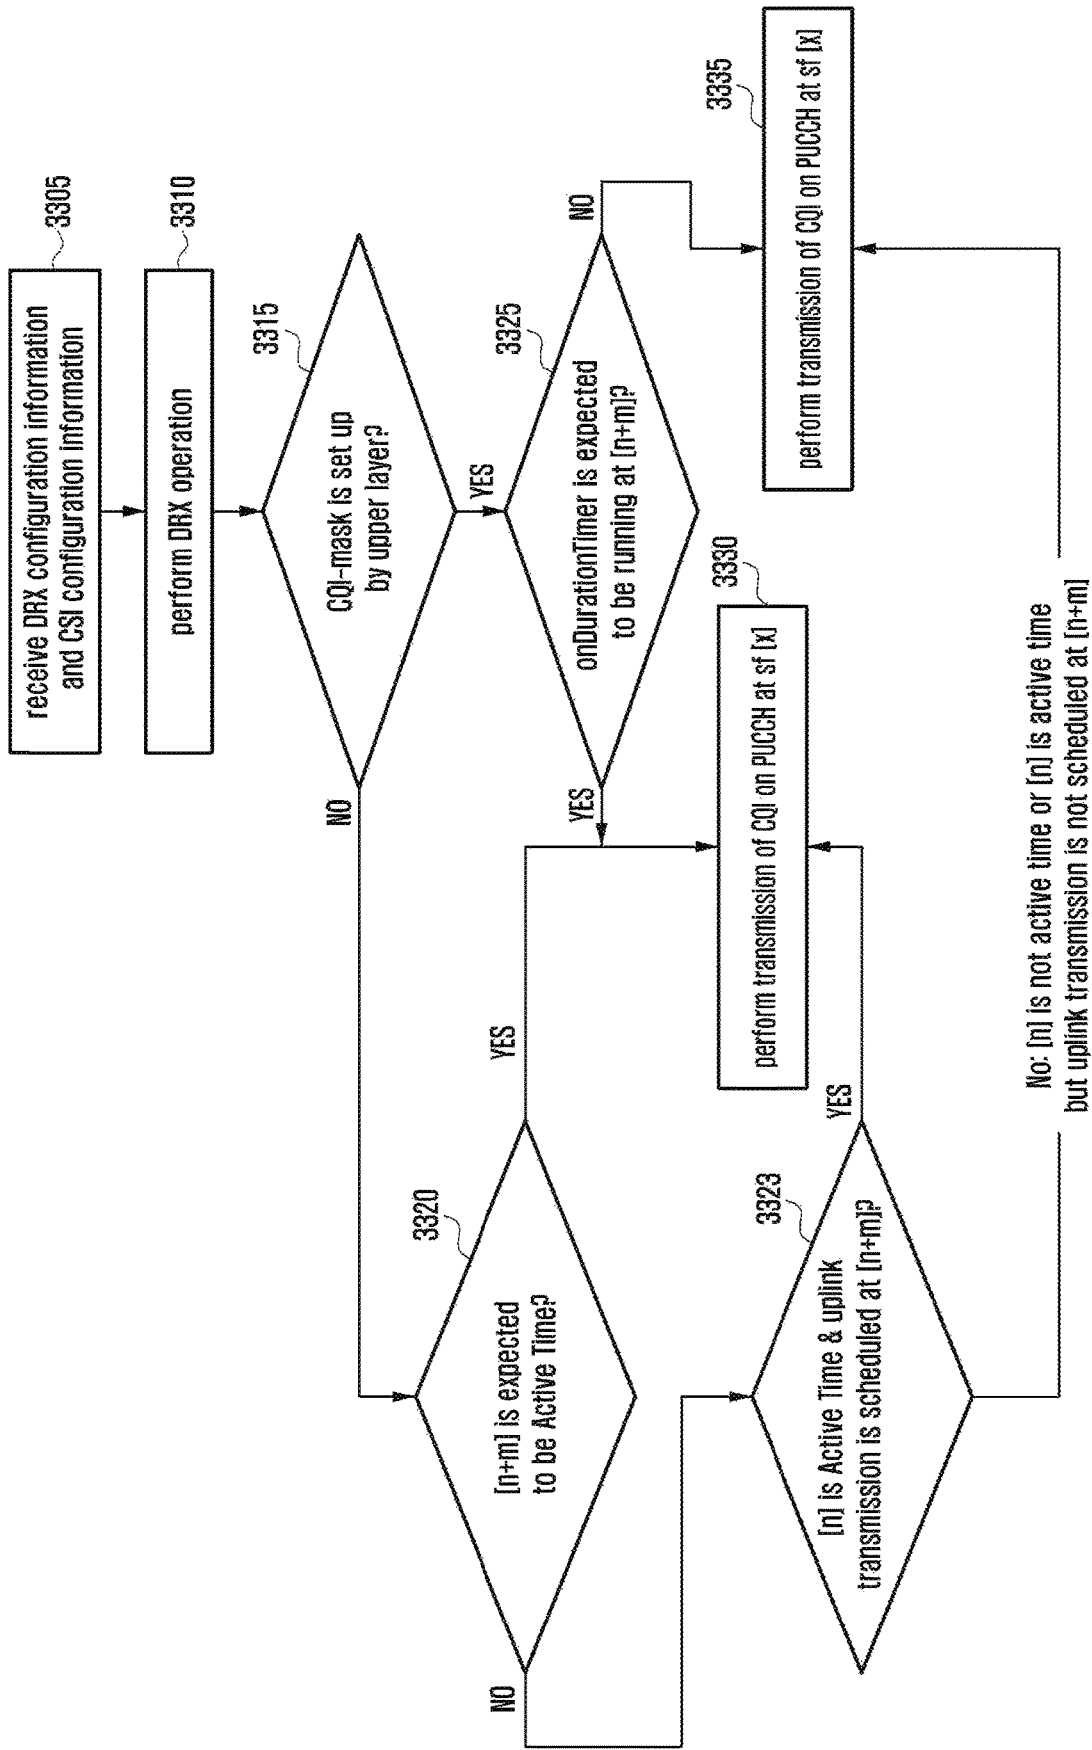 3305
receive DRX configuration information
and CSI configuration information
3310
perform DRX operation
3315
CQI-mask is set up
by upper layer?
NO
YES
3320
[n+m] is expected
to be Active Time?
YES
NO
3325
onDurationTimer is expected
to be running at [n+m]?
YES
NO
3323
[n] is Active Time & uplink
transmission is scheduled at [n+m]?
YES
3330
perform transmission of CQI on PUCCH at sf [x]
3335
perform transmission of CQI on PUCCH at sf [x]
No: [n] is not active time or [n] is active time
but uplink transmission is not scheduled at [n+m]